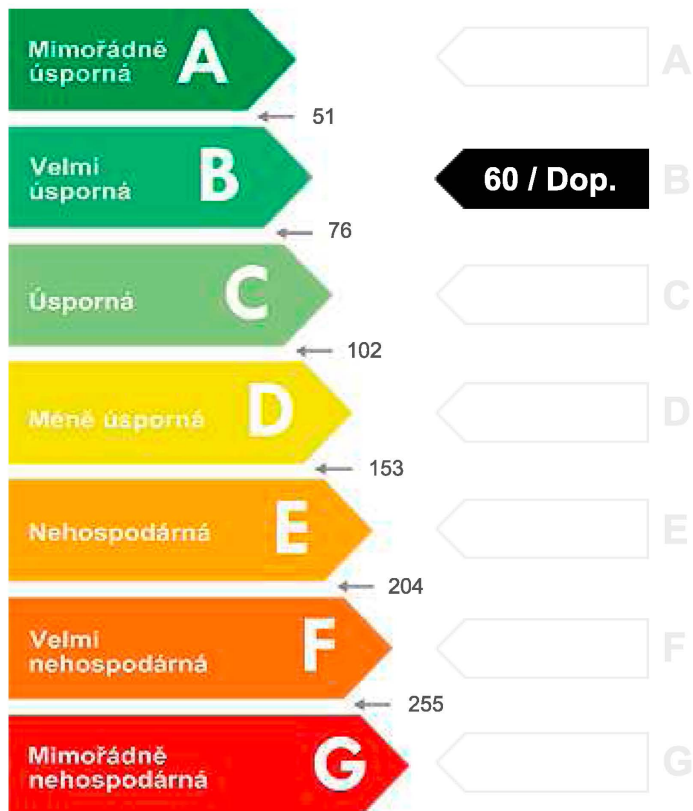 Mimořádně
úsporná
A
A
51
Velmi
úsporná
B
60 / Dop.
B
76
Úsporná
C
C
102
Méně úsporná
D
D
153
Nehospodárná
E
E
204
Velmi
nehospodárná
F
F
255
Mimořádně
nehospodárná
G
G